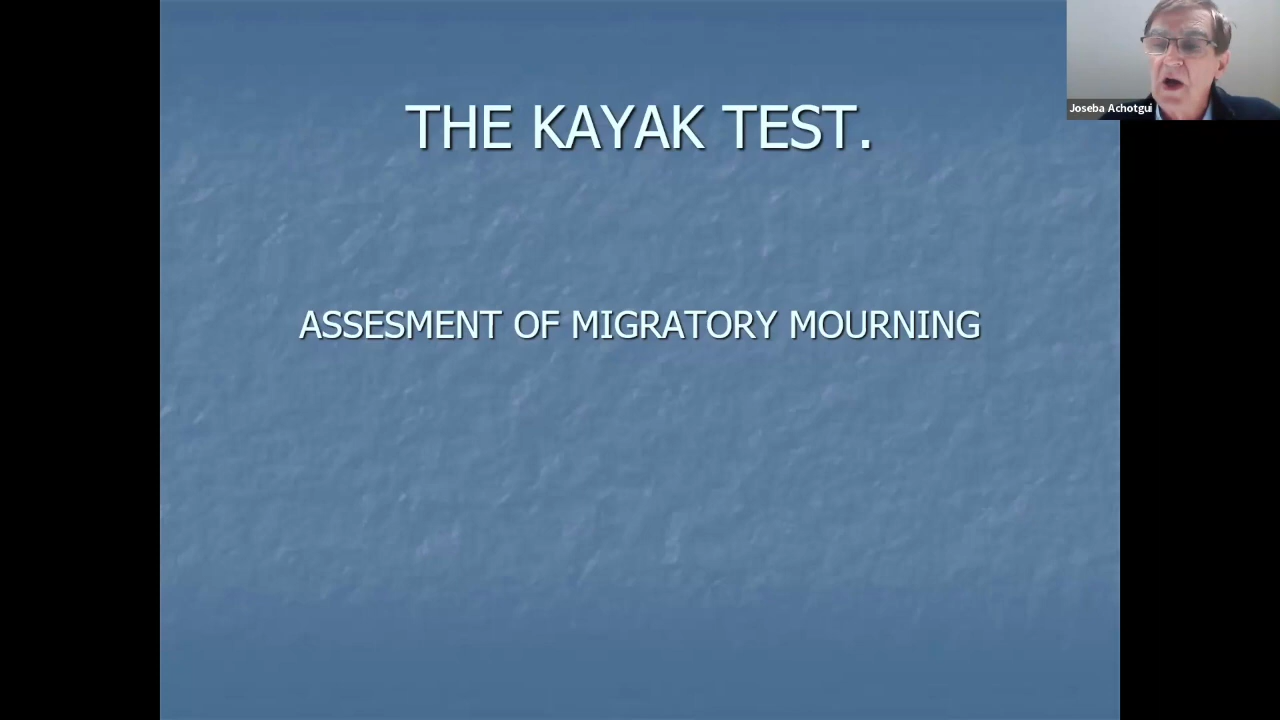 THE KAYAK TEST.
Joseba Achotgui
ASSESMENT OF MIGRATORY MOURNING